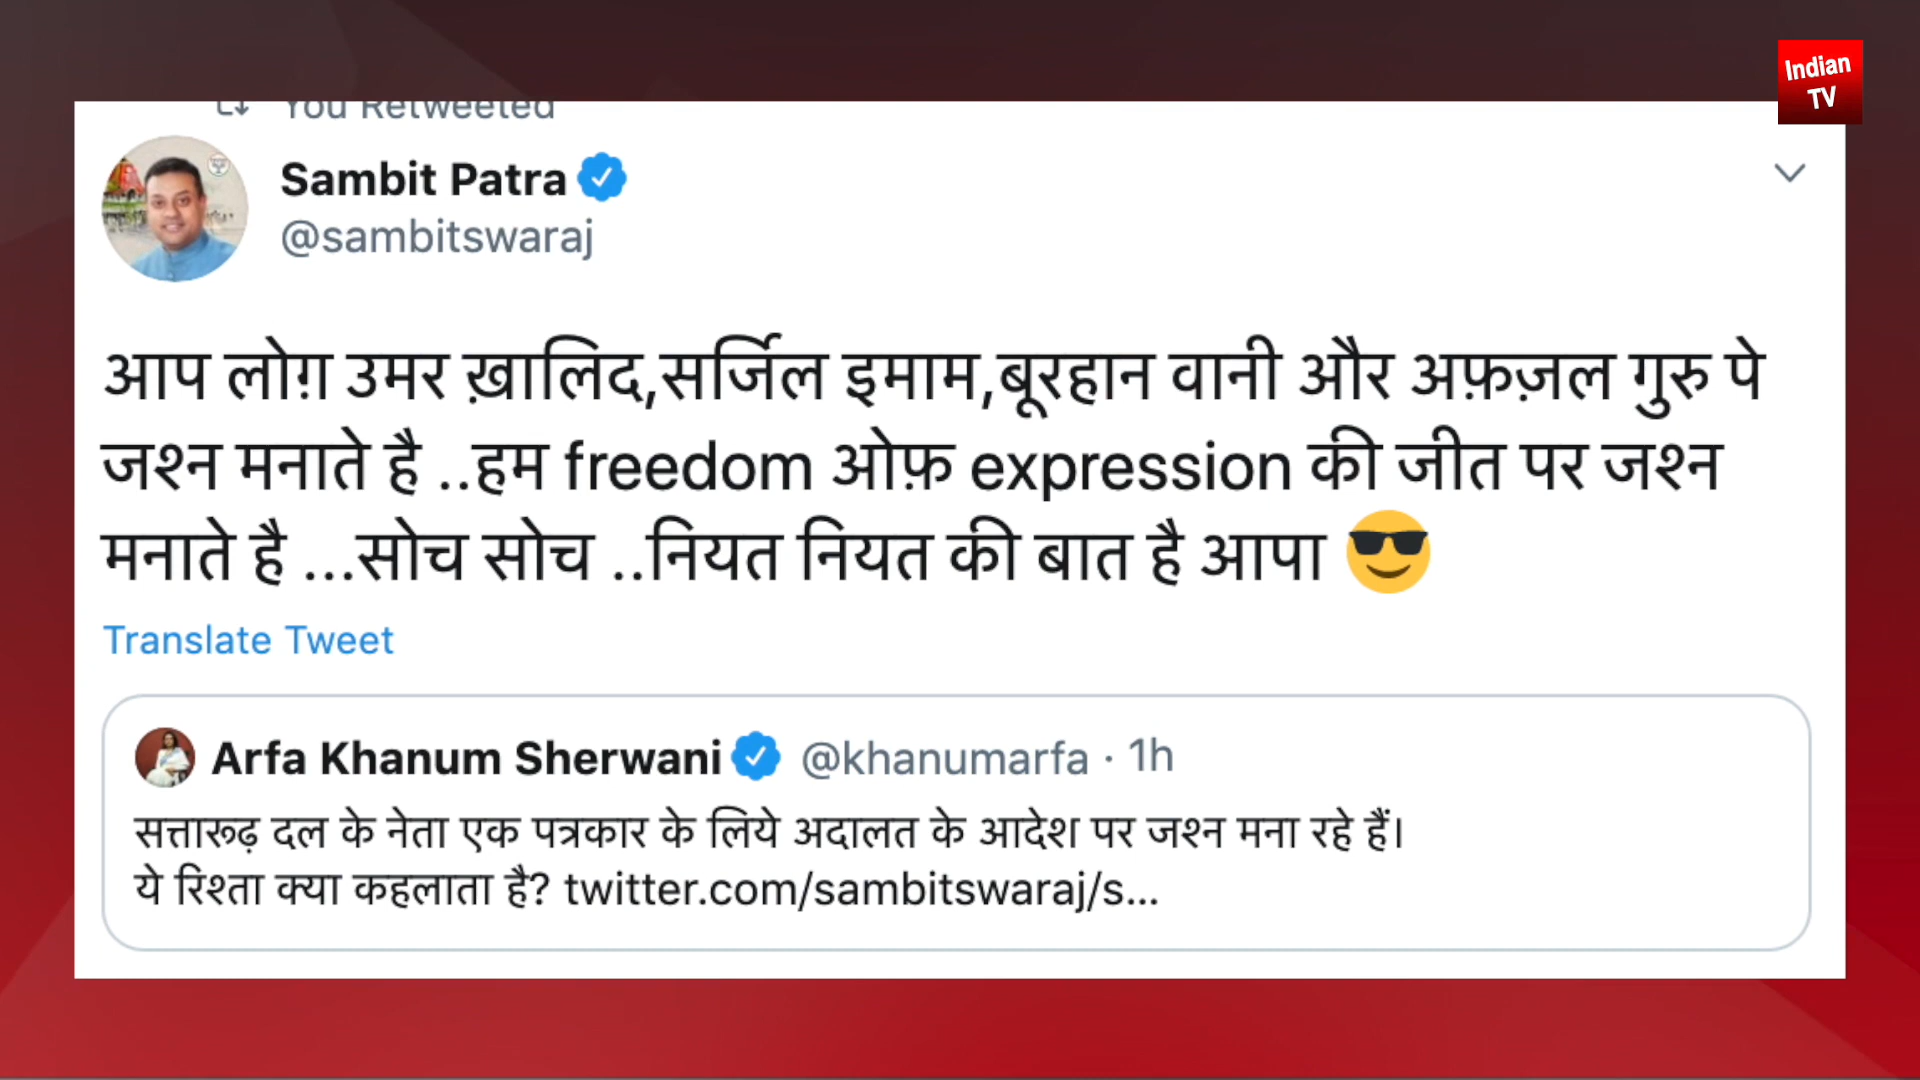 Indian
TV
You Retweeted
Sambit Patra
@sambitswaraj
आप लोग़ उमर ख़ालिद,सर्जिल इमाम,बूरहान वानी और अफ़ज़ल गुरु पे
जश्न मनाते है ..हम freedom ओफ़ expression की जीत पर जश्न
मनाते है ...सोच सोच ..नियत नियत की बात है आपा 😎
Translate Tweet
Arfa Khanum Sherwani @khanumarfa · 1h
सत्तारूढ़ दल के नेता एक पत्रकार के लिये अदालत के आदेश पर जश्न मना रहे हैं।
ये रिश्ता क्या कहलाता है? twitter.com/sambitswaraj/s...